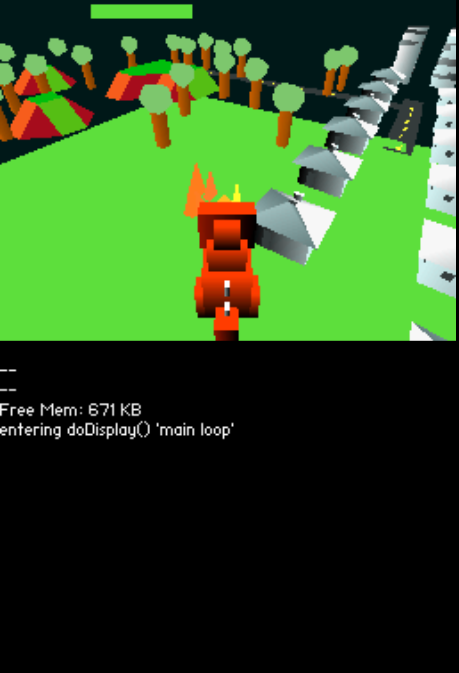 --
--
Free Mem: 671 KB
entering doDisplay() 'main loop'